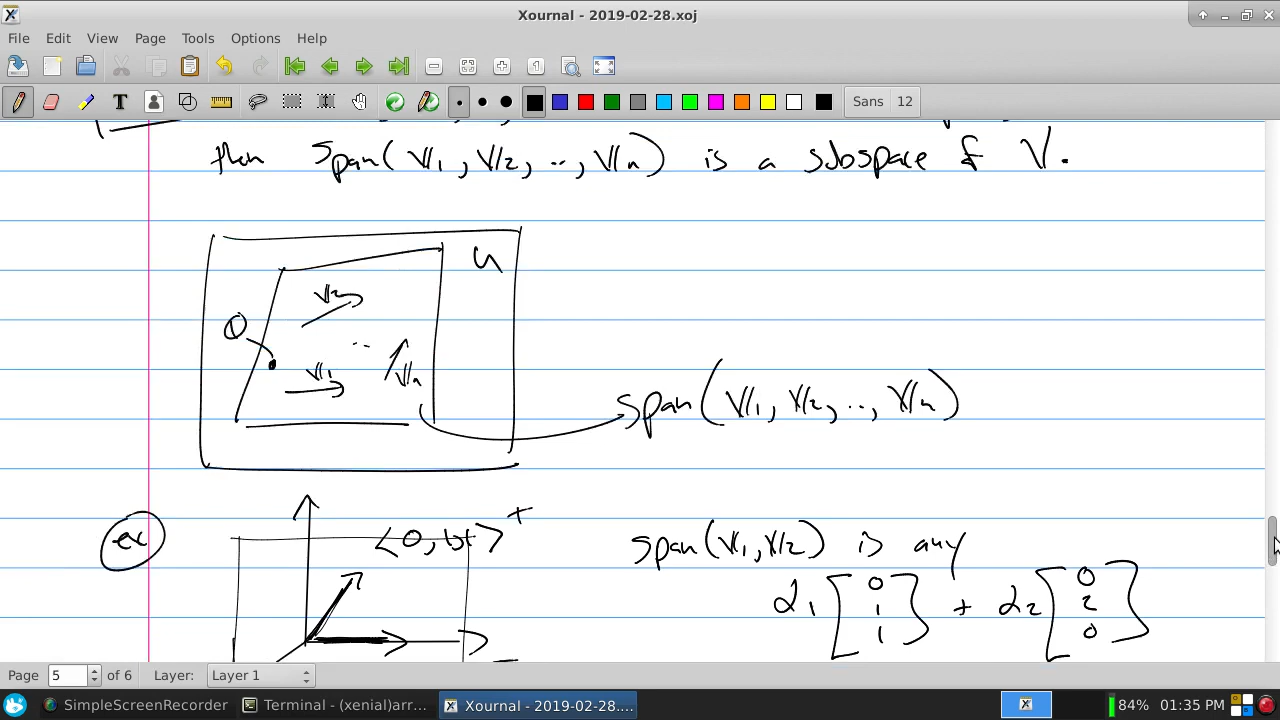 Xournal - 2019-02-28.xoj
File Edit View Page Tools Options Help
Sans 12
then span(v1, v2, .., vn) is a subspace of V.
U
v2
0
..
v1
vn
span(v1, v2, .., vn)
ex
span(v1, v2) is any
α1 [0 1 1] + α2 [0 2 0]
Page 5 of 6 Layer: Layer 1
SimpleScreenRecorder Terminal - (xenial)arr... Xournal - 2019-02-28.... 84% 01:35 PM